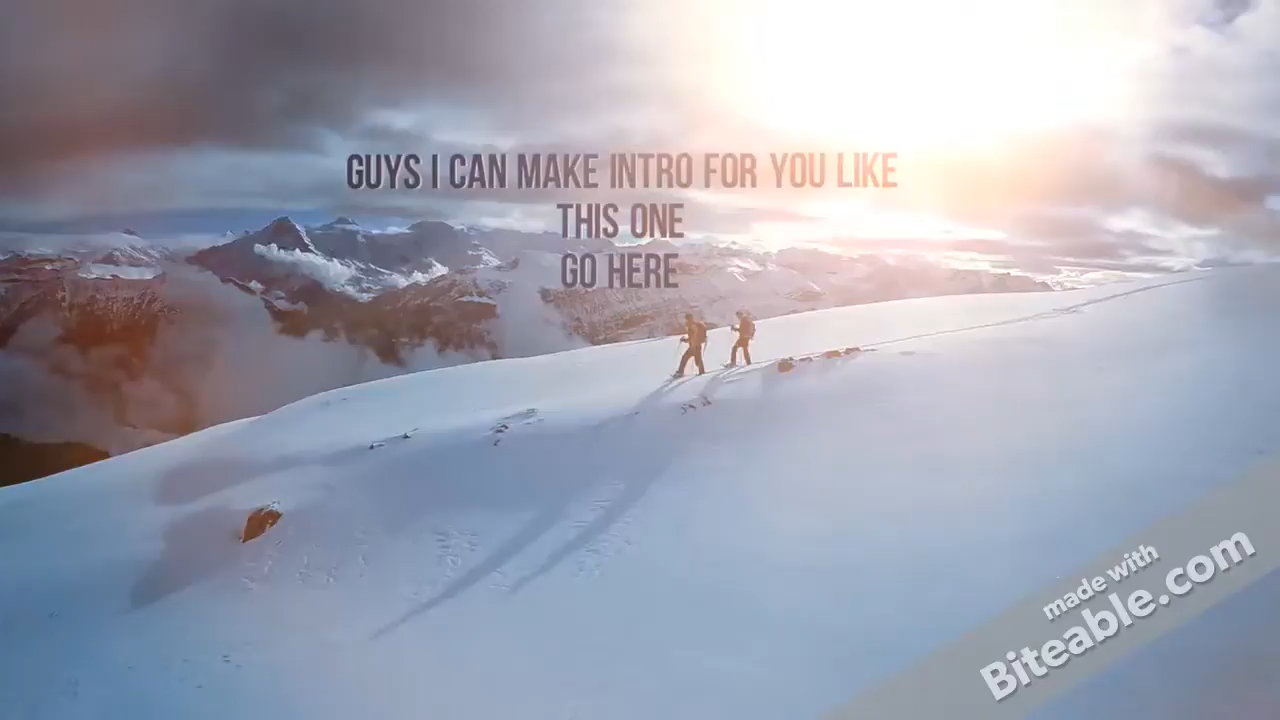 GUYS I CAN MAKE INTRO FOR YOU LIKE
THIS ONE
GO HERE
made with
Biteable.com